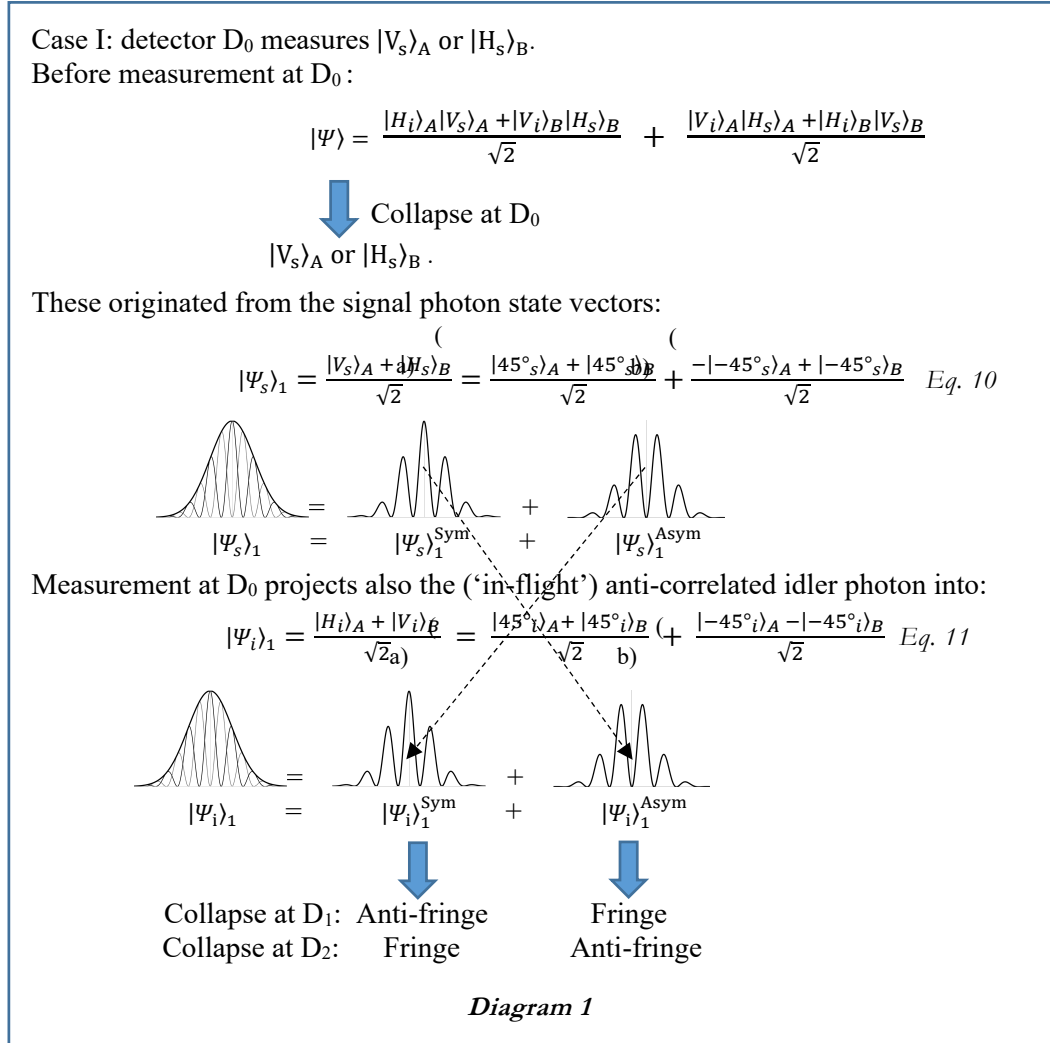 Case I: detector D₀ measures |V_s⟩_A or |H_s⟩_B.
Before measurement at D₀ :
|Ψ⟩ = (|H_i⟩_A|V_s⟩_A +|V_i⟩_B|H_s⟩_B)/√2 + (|V_i⟩_A|H_s⟩_A +|H_i⟩_B|V_s⟩_B)/√2
Collapse at D₀
|V_s⟩_A or |H_s⟩_B .
These originated from the signal photon state vectors:
( (
|Ψ_s⟩₁ = (|V_s⟩_A + |H_s⟩_B)/√2 a) = (|45°_s⟩_A + |45°_s⟩_B)/√2 b) + (−|−45°_s⟩_A + |−45°_s⟩_B)/√2 Eq. 10
= +
|Ψ_s⟩₁ = |Ψ_s⟩₁^Sym + |Ψ_s⟩₁^Asym
Measurement at D₀ projects also the (‘in-flight’) anti-correlated idler photon into:
|Ψ_i⟩₁ = (|H_i⟩_A + |V_i⟩_B)/√2 ( a) = (|45°_i⟩_A + |45°_i⟩_B)/√2 ( b) + (|−45°_i⟩_A −|−45°_i⟩_B)/√2 Eq. 11
= +
|Ψ_i⟩₁ = |Ψ_i⟩₁^Sym + |Ψ_i⟩₁^Asym
Collapse at D₁: Anti-fringe Fringe
Collapse at D₂: Fringe Anti-fringe
Diagram 1